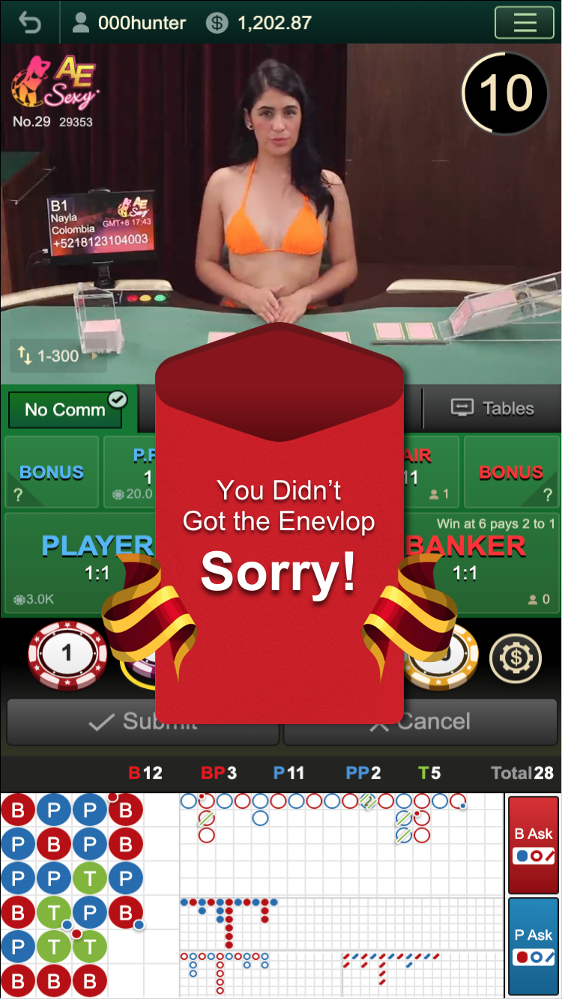 000hunter
$
1,202.87
AE
Sexy
No.29 29353
10
B1
Nayla
Colombia
GMT+8 17:43
+5218123104003
AE
Sexy
1-300
No Comm
Tables
BONUS
?
P.P
20.0
AIR
11
1
BONUS
?
PLAYER
1:1
3.0K
Win at 6 pays 2 to 1
BANKER
1:1
0
You Didn’t
Got the Enevlop
Sorry!
1
$
Submit
Cancel
B12 BP3 P11 PP2 T5 Total28
B P P B
P B P B
P P T P
B T P B
P T T
B B B
2
B Ask
P Ask